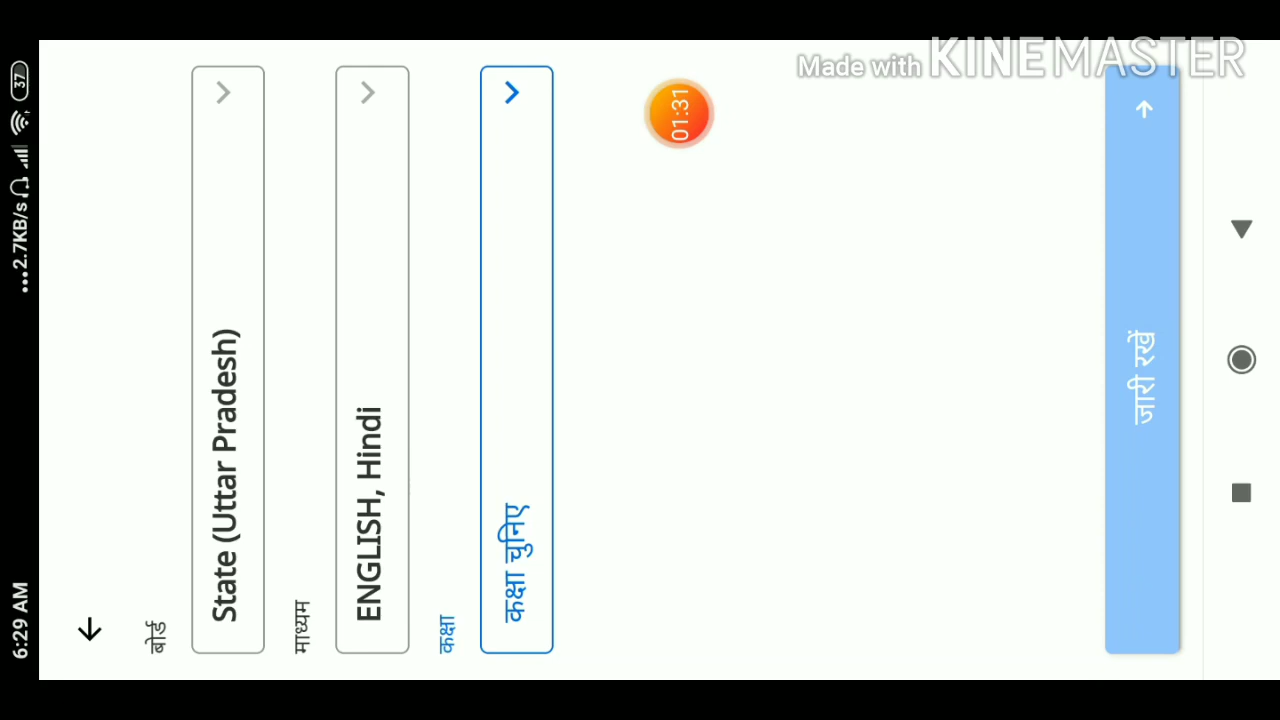 Made with KINEMASTER
6:29 AM
...2.7KB/s
37
बोर्ड
State (Uttar Pradesh)
माध्यम
ENGLISH, Hindi
कक्षा
कक्षा चुनिए
01:31
जारी रखें